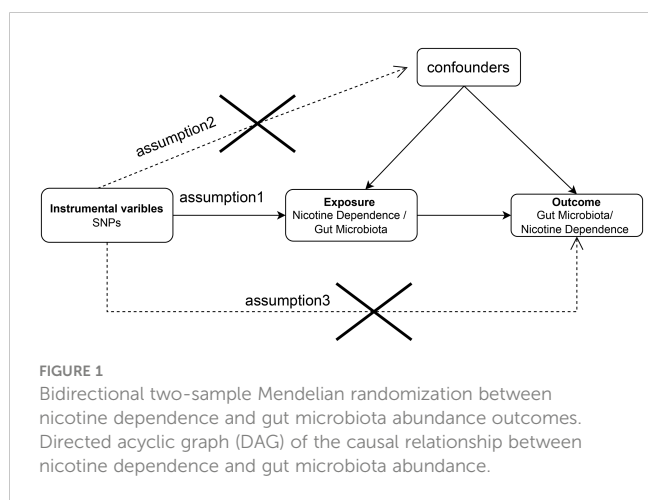 confounders
assumption2
assumption1
Instrumental varibles
SNPs
Exposure
Nicotine Dependence /
Gut Microbiota
Outcome
Gut Microbiota/
Nicotine Dependence
assumption3
FIGURE 1
Bidirectional two-sample Mendelian randomization between
nicotine dependence and gut microbiota abundance outcomes.
Directed acyclic graph (DAG) of the causal relationship between
nicotine dependence and gut microbiota abundance.